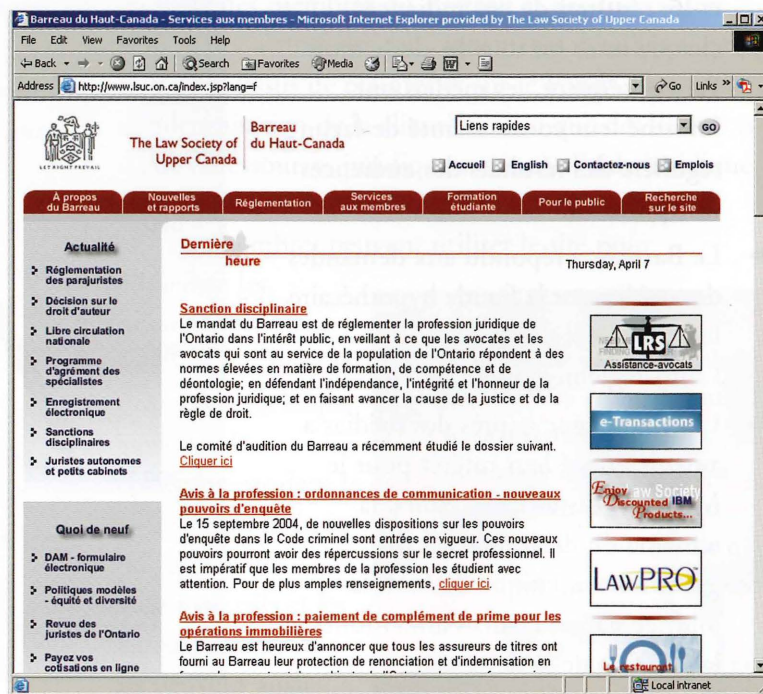 Barreau du Haut-Canada - Services aux membres - Microsoft Internet Explorer provided by The Law Society of Upper Canada
File Edit View Favorites Tools Help
Back Search Favorites Media
Address http://www.lsuc.on.ca/index.jsp?lang=f Go Links »
LET RIGHT PREVAIL
The Law Society of
Upper Canada
Barreau
du Haut-Canada
Liens rapides GO
Accueil English Contactez-nous Emplois
À propos
du Barreau
Nouvelles
et rapports
Réglementation
Services
aux membres
Formation
étudiante
Pour le public
Recherche
sur le site
Actualité
Réglementation
des parajuristes
Décision sur le
droit d'auteur
Libre circulation
nationale
Programme
d'agrément des
spécialistes
Enregistrement
électronique
Sanctions
disciplinaires
Juristes autonomes
et petits cabinets
Quoi de neuf
DAM - formulaire
électronique
Politiques modèles
- équité et diversité
Revue des
juristes de l'Ontario
Payez vos
cotisations en ligne
Dernière
heure
Thursday, April 7
Sanction disciplinaire
Le mandat du Barreau est de réglementer la profession juridique de
l'Ontario dans l'intérêt public, en veillant à ce que les avocates et les
avocats qui sont au service de la population de l'Ontario répondent à des
normes élevées en matière de formation, de compétence et de
déontologie; en défendant l'indépendance, l'intégrité et l'honneur de la
profession juridique; et en faisant avancer la cause de la justice et de la
règle de droit.
Le comité d'audition du Barreau a récemment étudié le dossier suivant.
Cliquer ici
Avis à la profession : ordonnances de communication - nouveaux
pouvoirs d'enquête
Le 15 septembre 2004, de nouvelles dispositions sur les pouvoirs
d'enquête dans le Code criminel sont entrées en vigueur. Ces nouveaux
pouvoirs pourront avoir des répercussions sur le secret professionnel. Il
est impératif que les membres de la profession les étudient avec
attention. Pour de plus amples renseignements, cliquer ici.
Avis à la profession : paiement de complément de prime pour les
opérations immobilières
Le Barreau est heureux d'annoncer que tous les assureurs de titres ont
fourni au Barreau leur protection de renonciation et d'indemnisation en
LRS
Assistance-avocats
e-Transactions
Enjoy
Discounted IBM
Products...
LAWPRO
Le restaurant
Local intranet